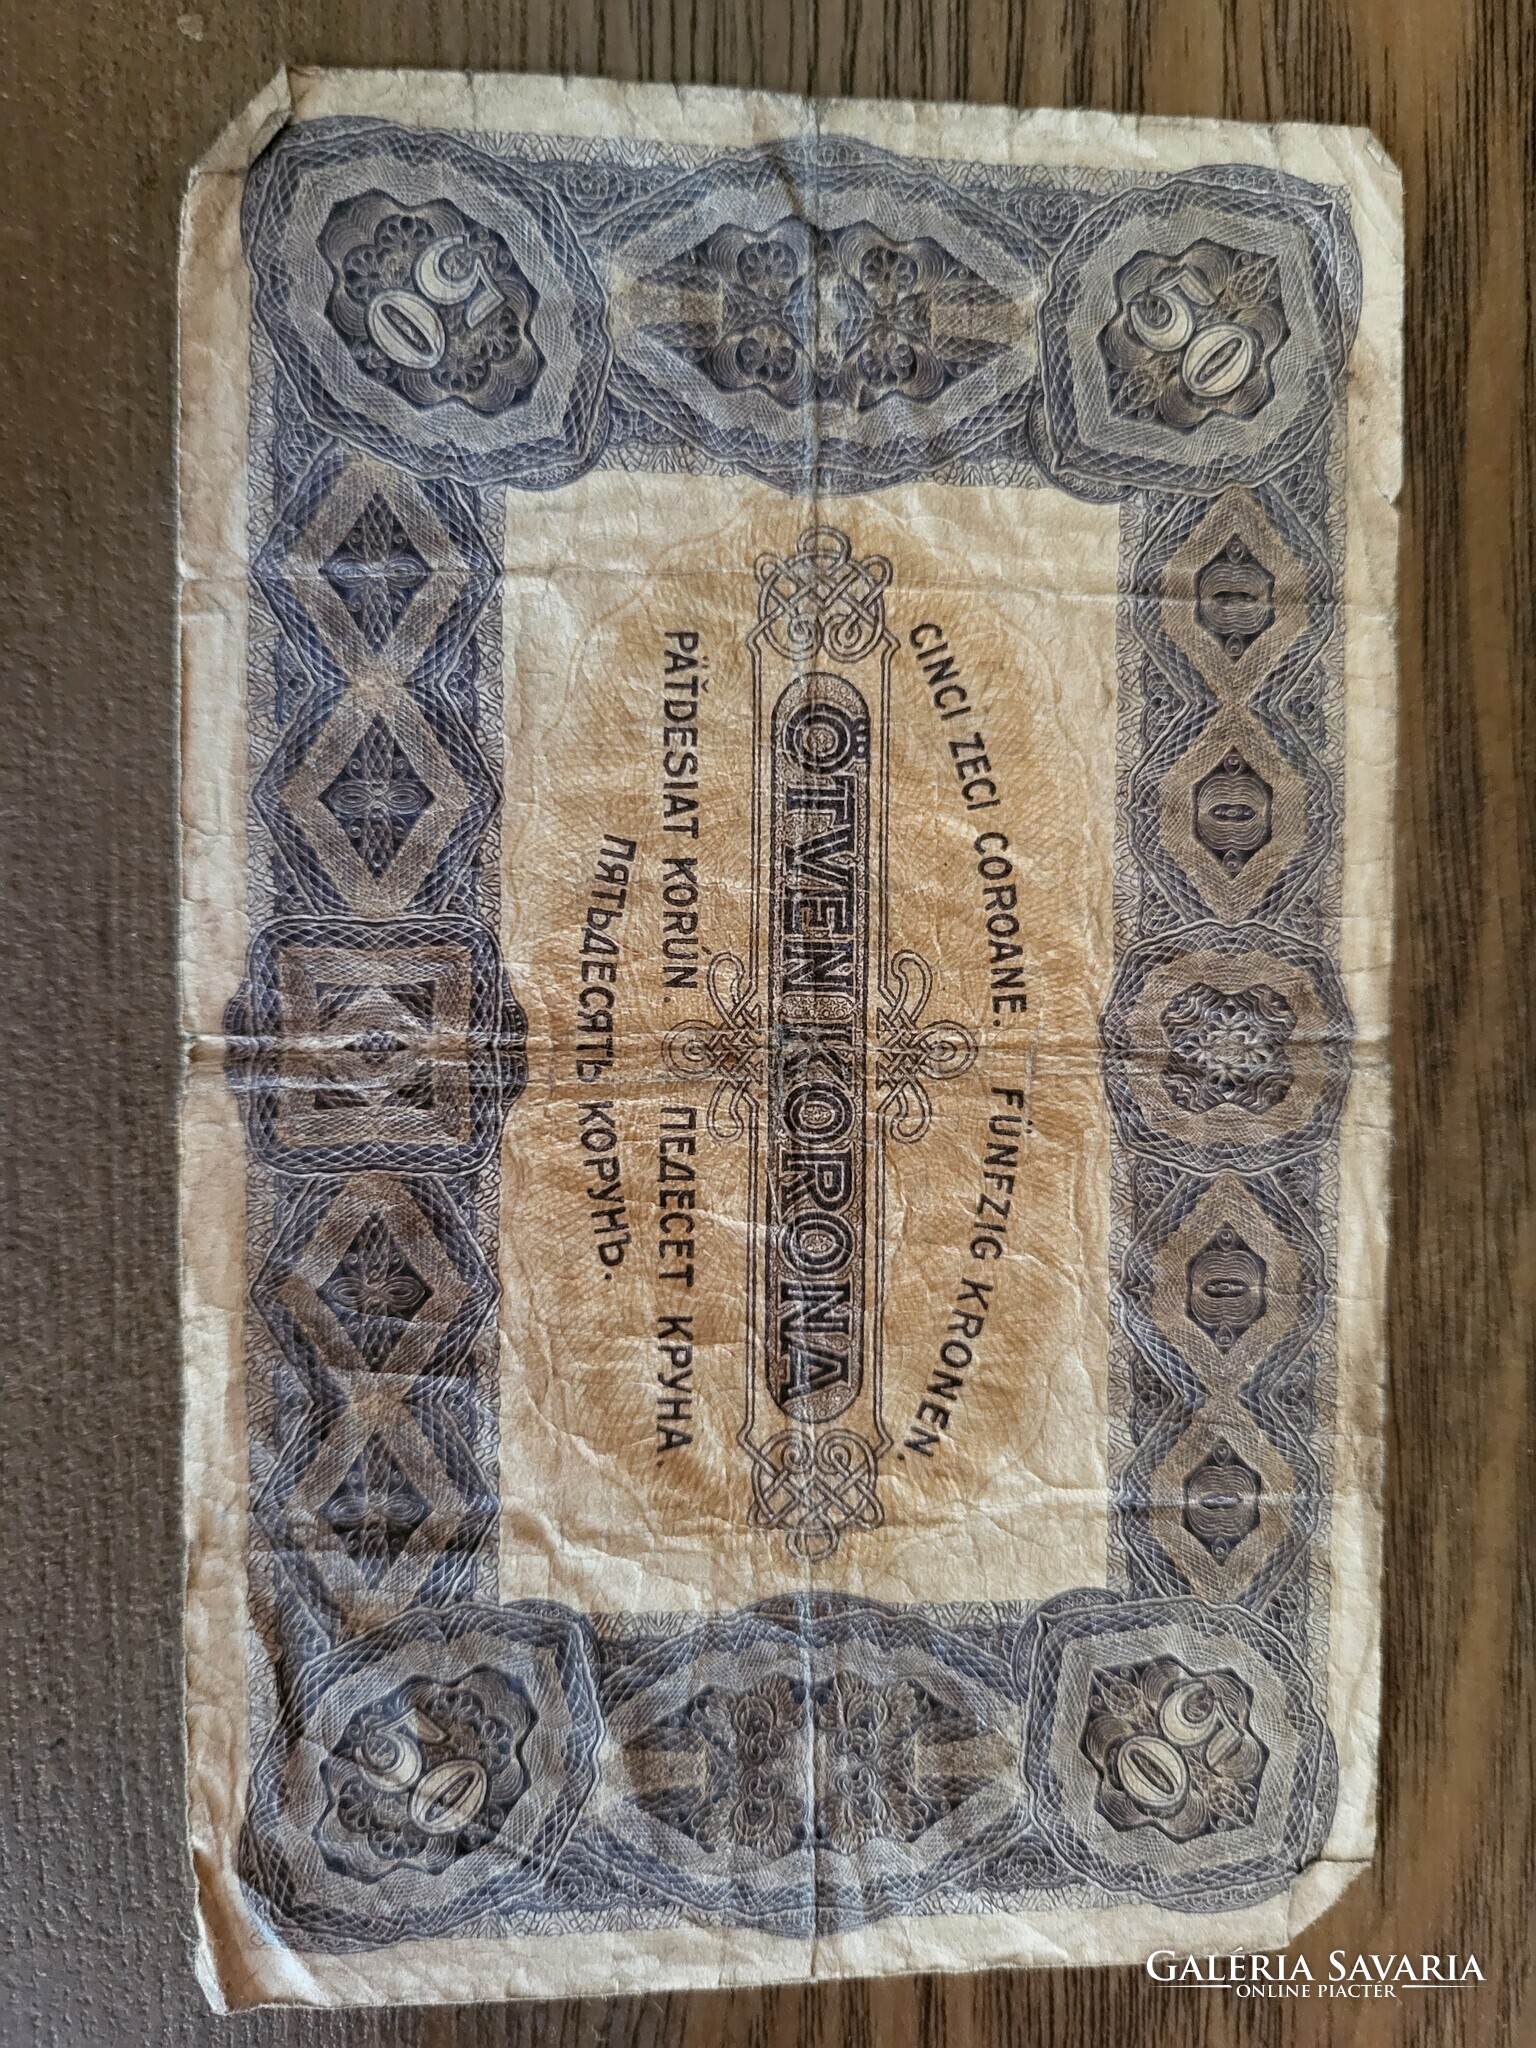 50
50
CINCI ZECI COROANE. FÜNFZIG KRONEN.
ÖTVEN KORONA
PÄŤDESIAT KORÚN. ПЕДЕСЕТ КРУНА.
ПЯТЬДЕСЯТЬ КОРУНЪ.
50
50
GALÉRIA SAVARIA
ONLINE PIACTÉR